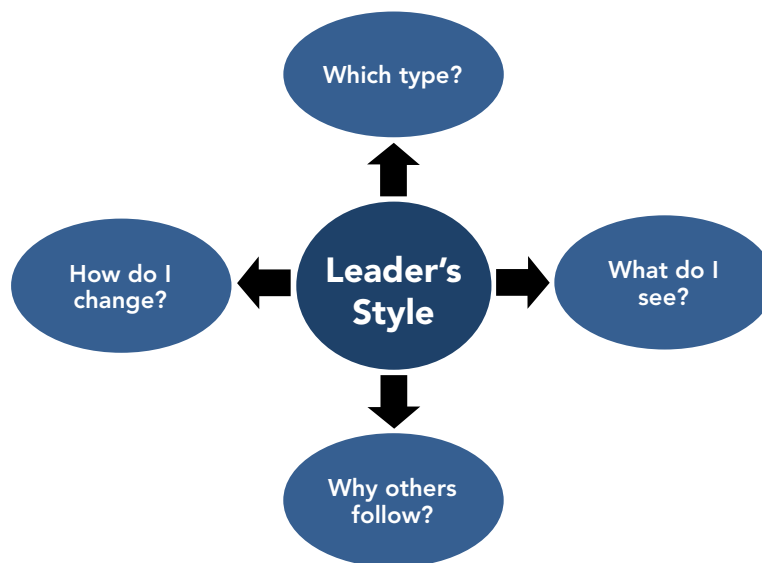 Which type?
How do I
change?
Leader’s
Style
What do I
see?
Why others
follow?